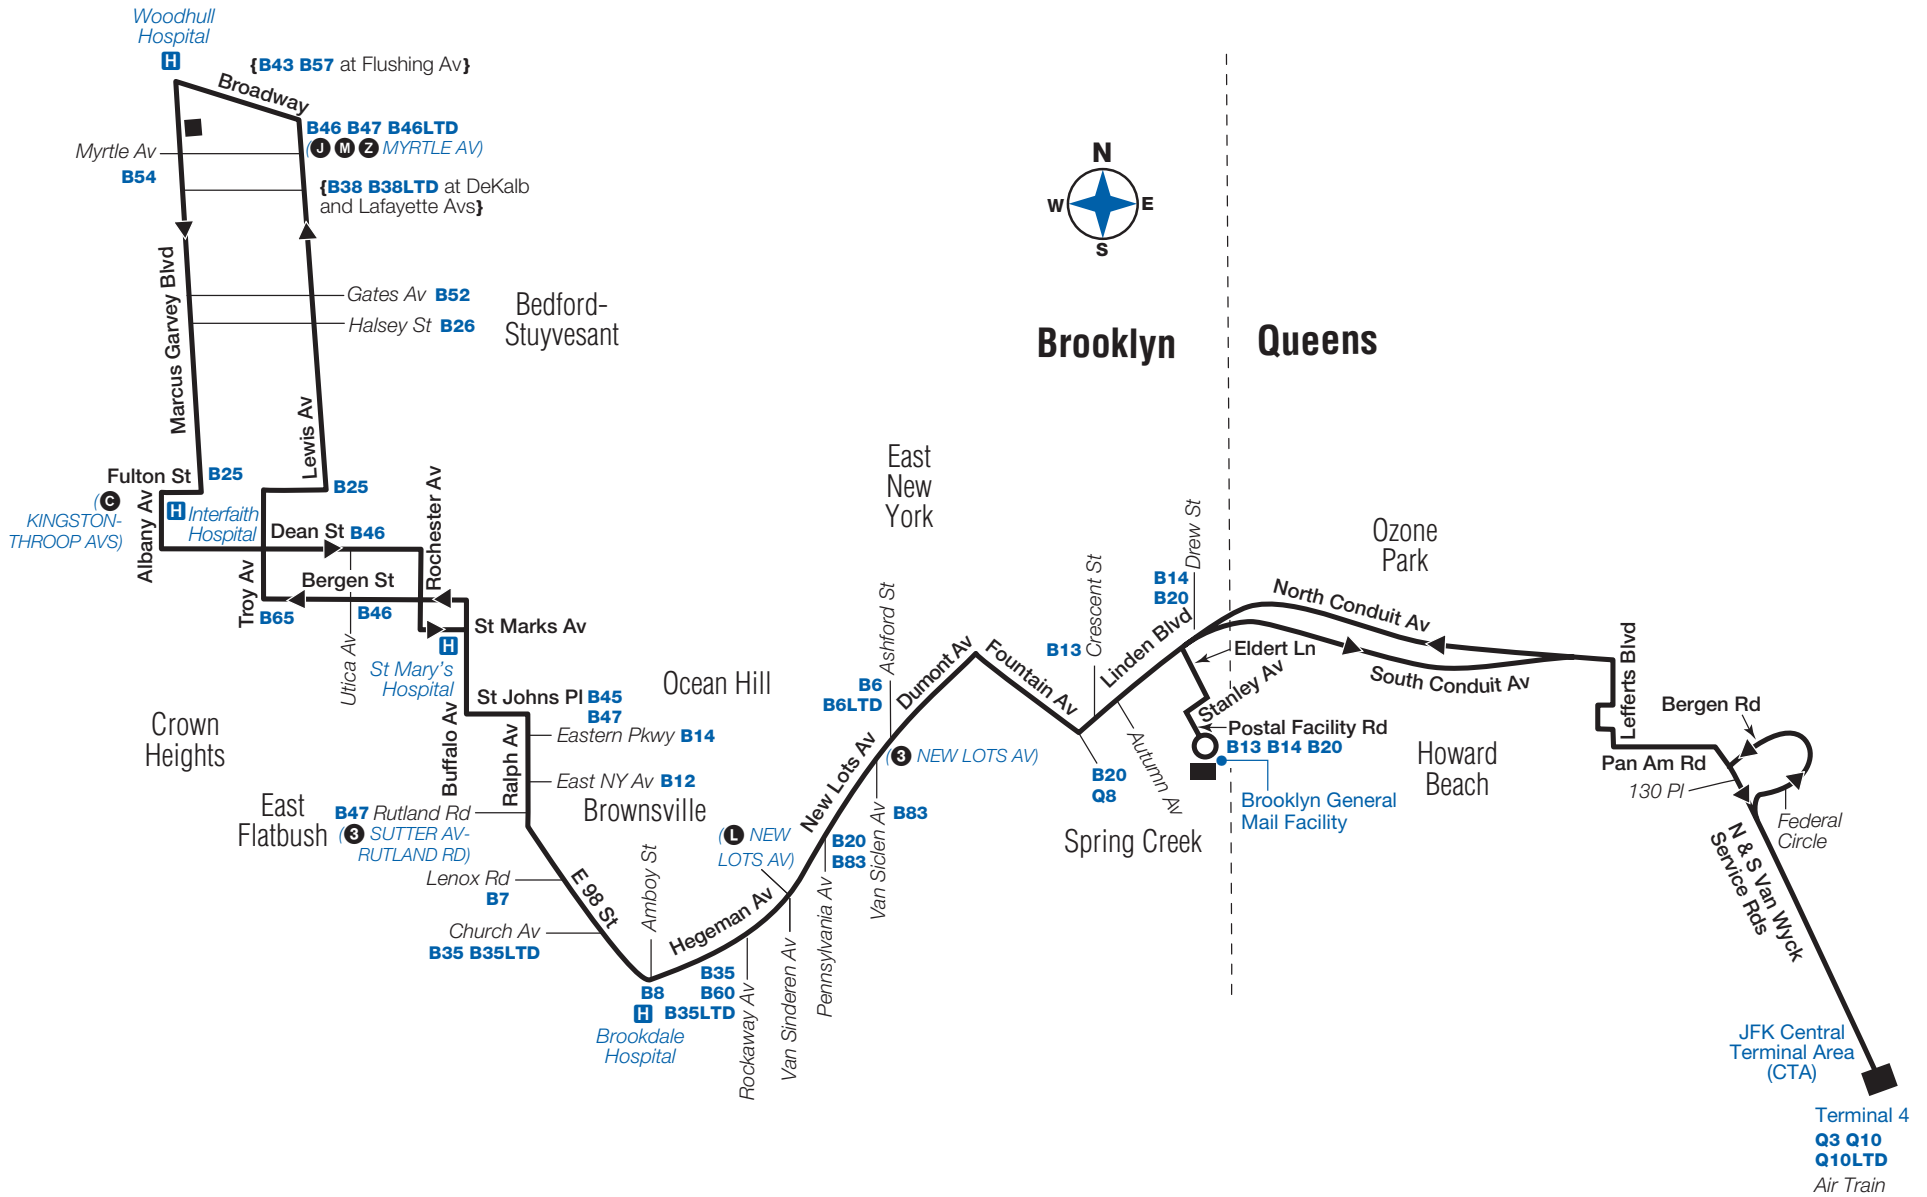 Woodhull
Hospital
H
{B43 B57 at Flushing Av}
Broadway
B46 B47 B46LTD
(J M Z MYRTLE AV)
Myrtle Av
B54
{B38 B38LTD at DeKalb
and Lafayette Avs}
N
W E
S
Marcus Garvey Blvd
Gates Av B52
Halsey St B26
Bedford-
Stuyvesant
Brooklyn
Queens
Lewis Av
Fulton St
B25
B25
(C
KINGSTON-
THROOP AVS)
Albany Av
H Interfaith
Hospital
Dean St B46
Rochester Av
Troy Av
Bergen St
B65
B46
Utica Av
St Marks Av
H
St Mary's
Hospital
St Johns Pl B45
B47
Buffalo Av
Ralph Av
Eastern Pkwy B14
East NY Av B12
Crown
Heights
East
Flatbush
Ocean Hill
Brownsville
B47 Rutland Rd
(3 SUTTER AV-
RUTLAND RD)
Lenox Rd
B7
E 98 St
Church Av
B35 B35LTD
Amboy St
B8
H
Brookdale
Hospital
Hegeman Av
B35
B60
B35LTD
Rockaway Av
(L NEW
LOTS AV)
Van Sinderen Av
New Lots Av
Pennsylvania Av
B20
B83
Van Siclen Av
B83
(3 NEW LOTS AV)
Ashford St
B6
B6LTD
Dumont Av
East
New
York
Fountain Av
B20
Q8
B13
Crescent St
Linden Blvd
Autumn Av
Spring Creek
Drew St
B14
B20
Eldert Ln
Stanley Av
Postal Facility Rd
B13 B14 B20
Brooklyn General
Mail Facility
Ozone
Park
North Conduit Av
South Conduit Av
Howard
Beach
Lefferts Blvd
Pan Am Rd
Bergen Rd
130 Pl
Federal
Circle
N & S Van Wyck
Service Rds
JFK Central
Terminal Area
(CTA)
Terminal 4
Q3 Q10
Q10LTD
Air Train